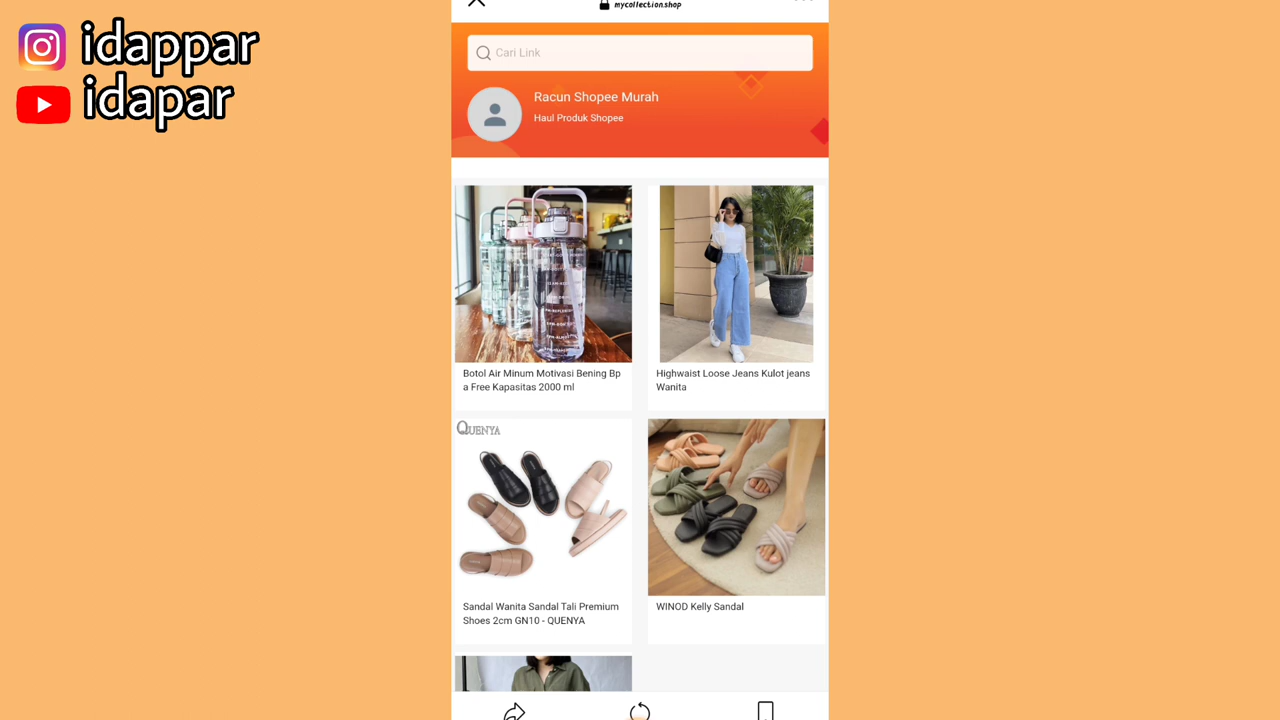 idappar
idapar
mycollection.shop
Cari Link
Racun Shopee Murah
Haul Produk Shopee
Botol Air Minum Motivasi Bening Bp
a Free Kapasitas 2000 ml
Highwaist Loose Jeans Kulot jeans
Wanita
QUENYA
Sandal Wanita Sandal Tali Premium
Shoes 2cm GN10 - QUENYA
WINOD Kelly Sandal